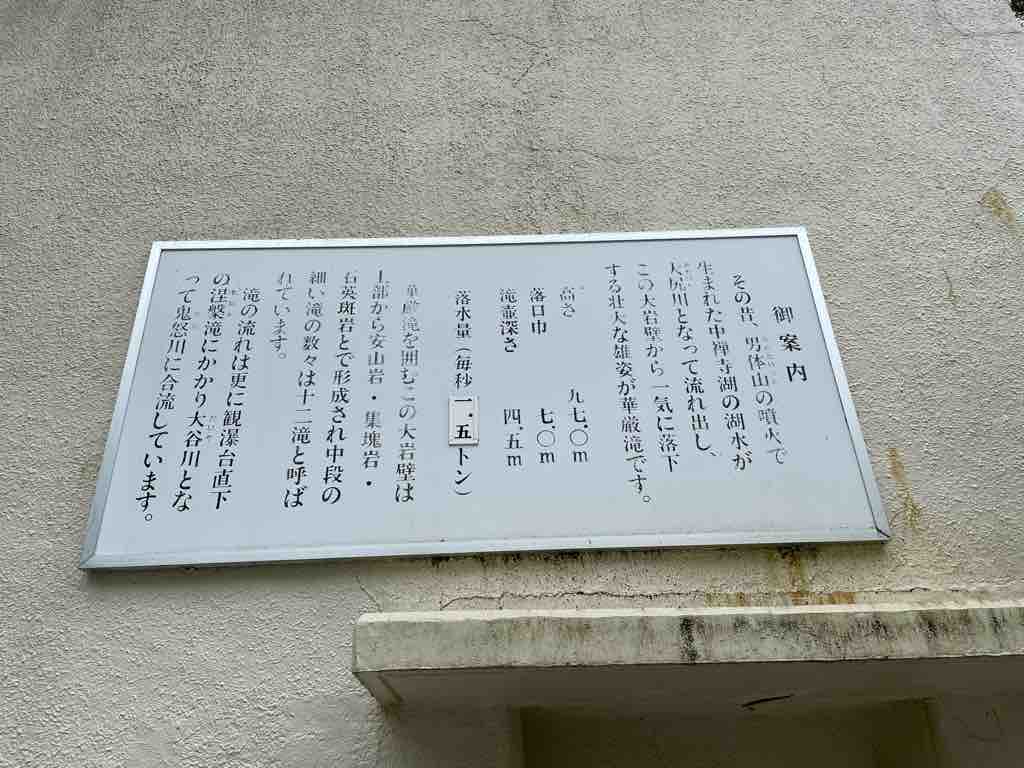 御案内
その昔、男体山の噴火で
生まれた中禅寺湖の湖水が
大尻川となって流れ出し、
この大岩壁から一気に落下
する壮大な雄姿が華厳滝です。
高さ 九七.〇m
落口巾 七.〇m
滝壷深さ 四.五m
落水量(毎秒一.五トン)
華厳滝を囲むこの大岩壁は
上部から安山岩・集塊岩・
石英斑岩とで形成され中段の
細い滝の数々は十二滝と呼ば
れています。
滝の流れは更に観瀑台直下
の涅槃滝にかかり大谷川とな
って鬼怒川に合流しています。